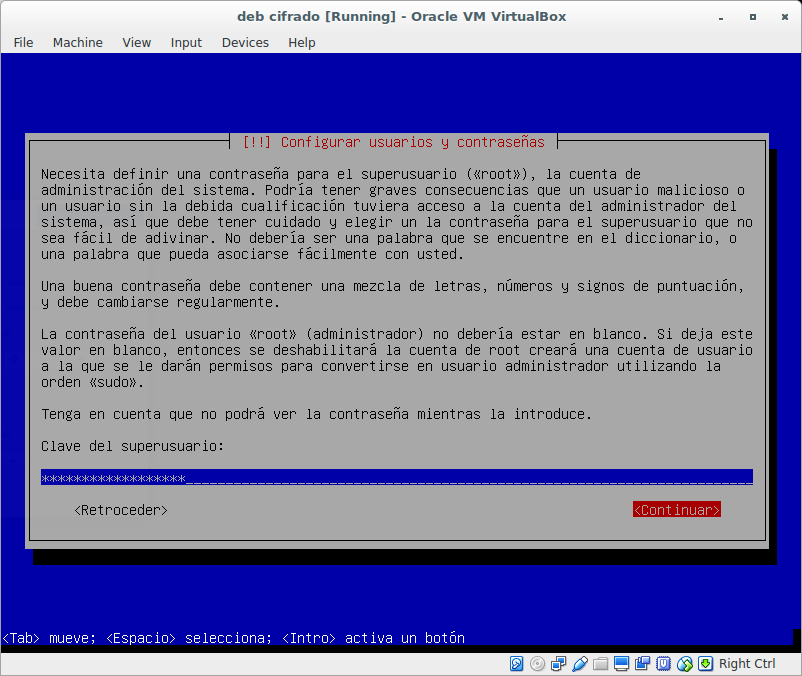 deb cifrado [Running] - Oracle VM VirtualBox
File Machine View Input Devices Help
[!!] Configurar usuarios y contraseñas
Necesita definir una contraseña para el superusuario («root»), la cuenta de
administración del sistema. Podría tener graves consecuencias que un usuario malicioso o
un usuario sin la debida cualificación tuviera acceso a la cuenta del administrador del
sistema, así que debe tener cuidado y elegir un la contraseña para el superusuario que no
sea fácil de adivinar. No debería ser una palabra que se encuentre en el diccionario, o
una palabra que pueda asociarse fácilmente con usted.
Una buena contraseña debe contener una mezcla de letras, números y signos de puntuación,
y debe cambiarse regularmente.
La contraseña del usuario «root» (administrador) no debería estar en blanco. Si deja este
valor en blanco, entonces se deshabilitará la cuenta de root creará una cuenta de usuario
a la que se le darán permisos para convertirse en usuario administrador utilizando la
orden «sudo».
Tenga en cuenta que no podrá ver la contraseña mientras la introduce.
Clave del superusuario:
******************
<Retroceder> <Continuar>
<Tab> mueve; <Espacio> selecciona; <Intro> activa un botón
Right Ctrl